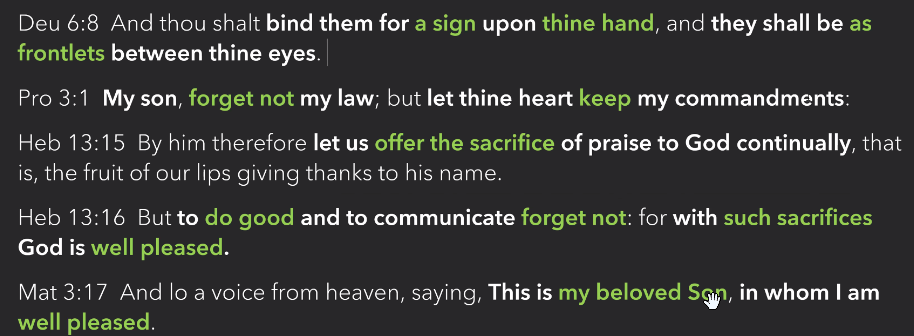 Deu 6:8 And thou shalt bind them for a sign upon thine hand, and they shall be as
frontlets between thine eyes.
Pro 3:1 My son, forget not my law; but let thine heart keep my commandments:
Heb 13:15 By him therefore let us offer the sacrifice of praise to God continually, that
is, the fruit of our lips giving thanks to his name.
Heb 13:16 But to do good and to communicate forget not: for with such sacrifices
God is well pleased.
Mat 3:17 And lo a voice from heaven, saying, This is my beloved Son, in whom I am
well pleased.